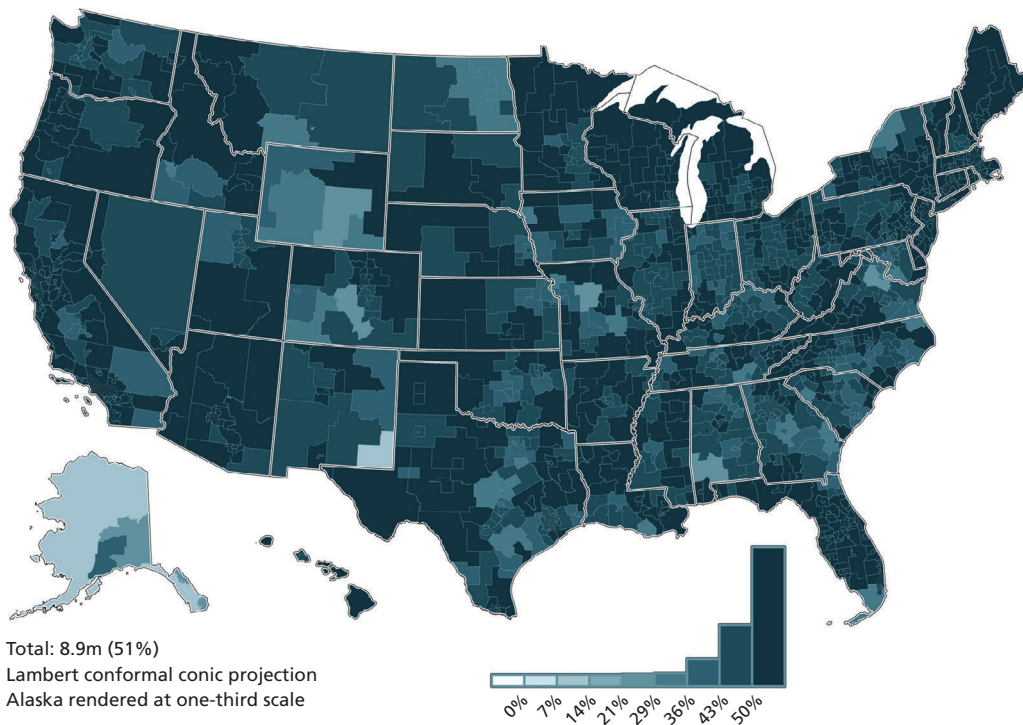 Total: 8.9m (51%)
Lambert conformal conic projection
Alaska rendered at one-third scale
0% 7% 14% 21% 29% 36% 43% 50%